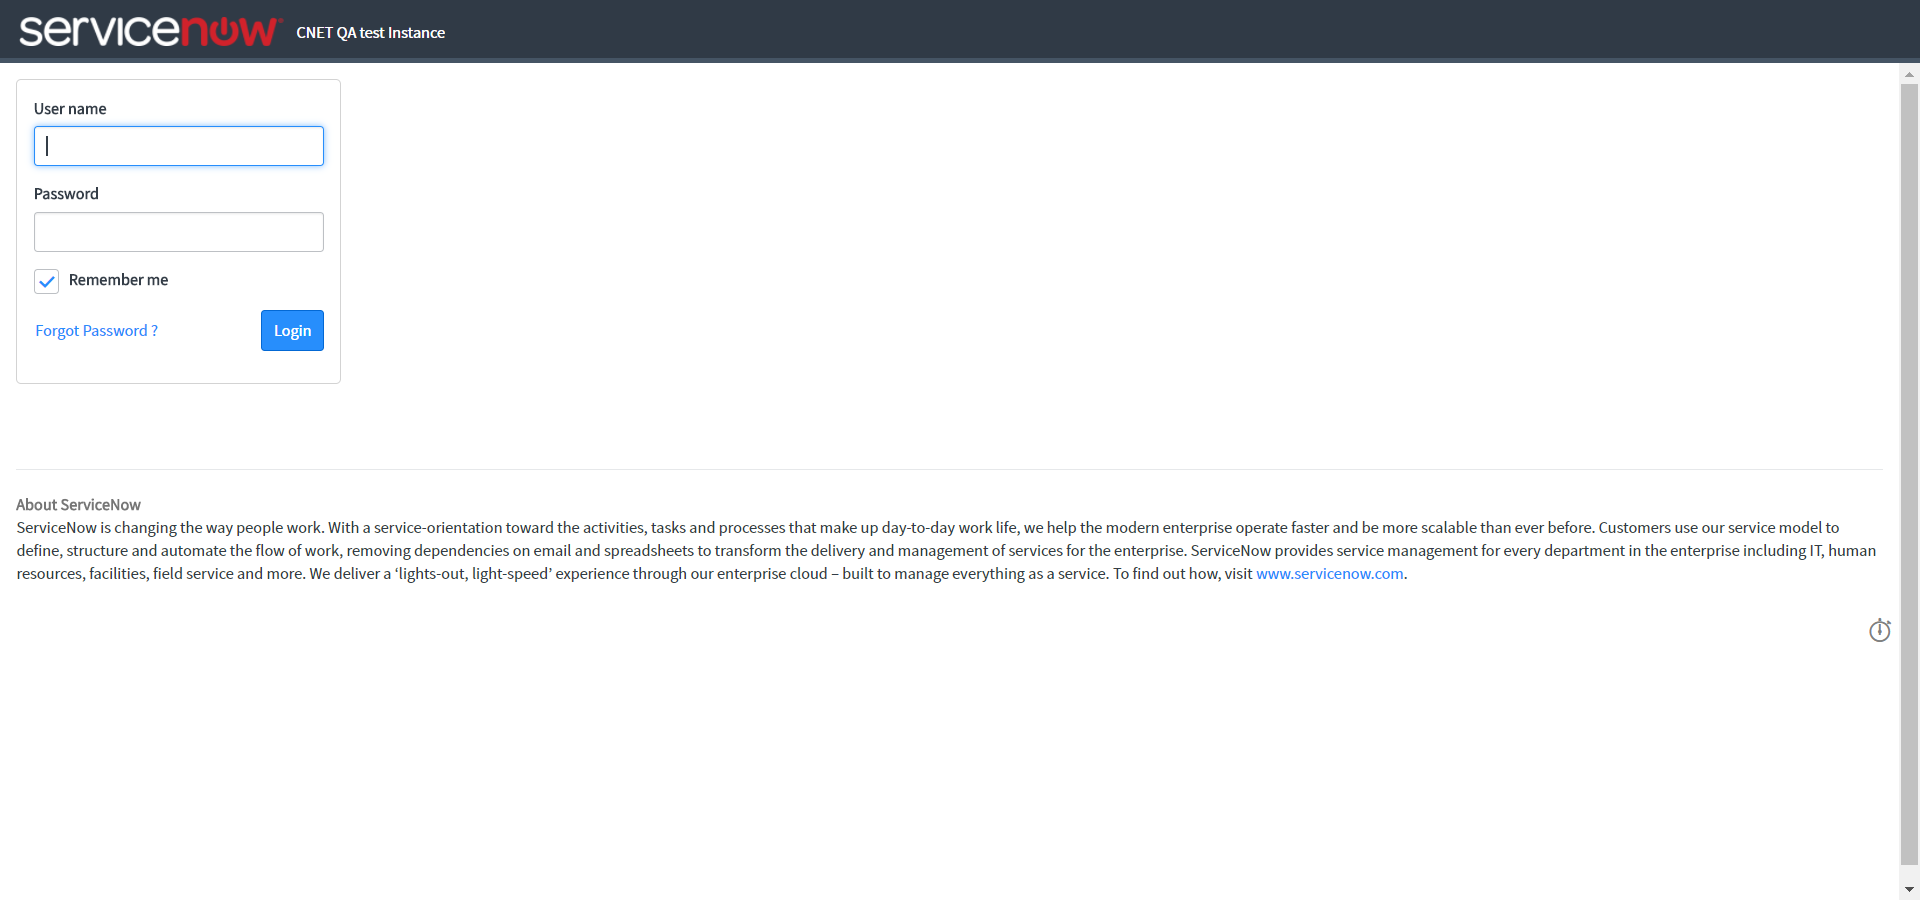 servicenow CNET QA test Instance
User name
Password
Remember me
Forgot Password ? Login
About ServiceNow
ServiceNow is changing the way people work. With a service-orientation toward the activities, tasks and processes that make up day-to-day work life, we help the modern enterprise operate faster and be more scalable than ever before. Customers use our service model to
define, structure and automate the flow of work, removing dependencies on email and spreadsheets to transform the delivery and management of services for the enterprise. ServiceNow provides service management for every department in the enterprise including IT, human
resources, facilities, field service and more. We deliver a ‘lights-out, light-speed’ experience through our enterprise cloud – built to manage everything as a service. To find out how, visit www.servicenow.com.